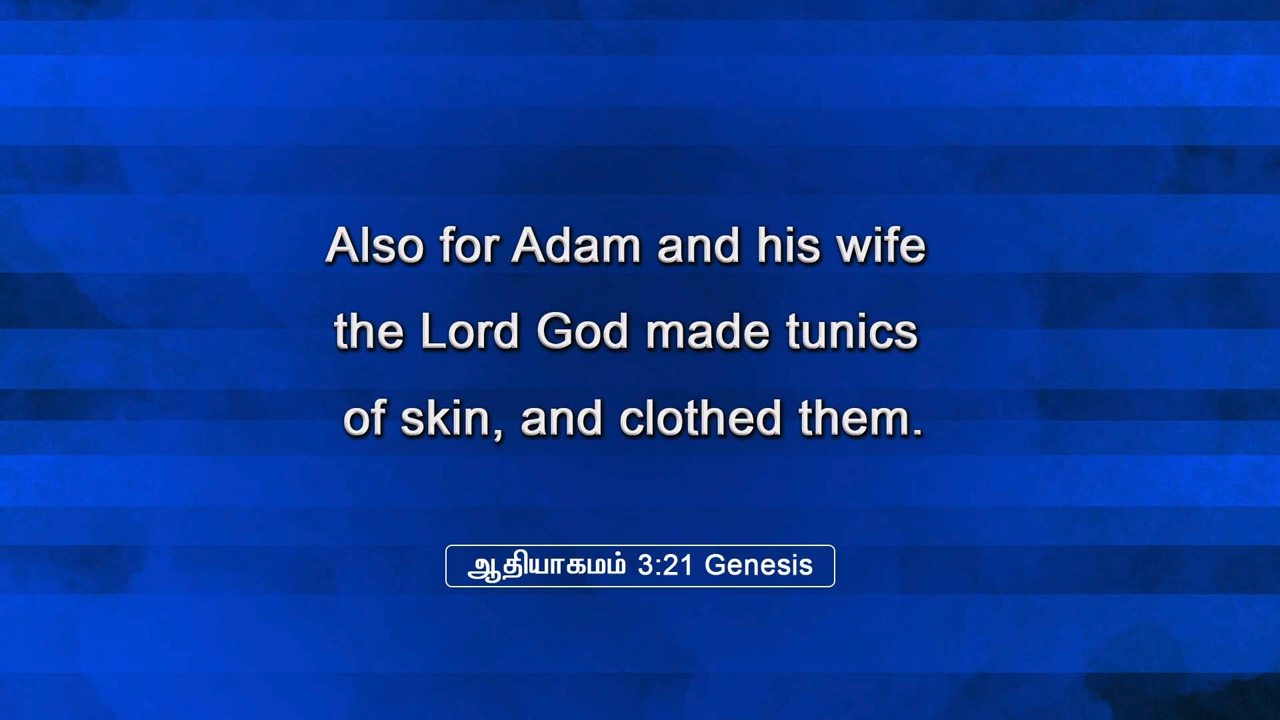 Also for Adam and his wife
the Lord God made tunics
of skin, and clothed them.
ஆதியாகமம் 3:21 Genesis